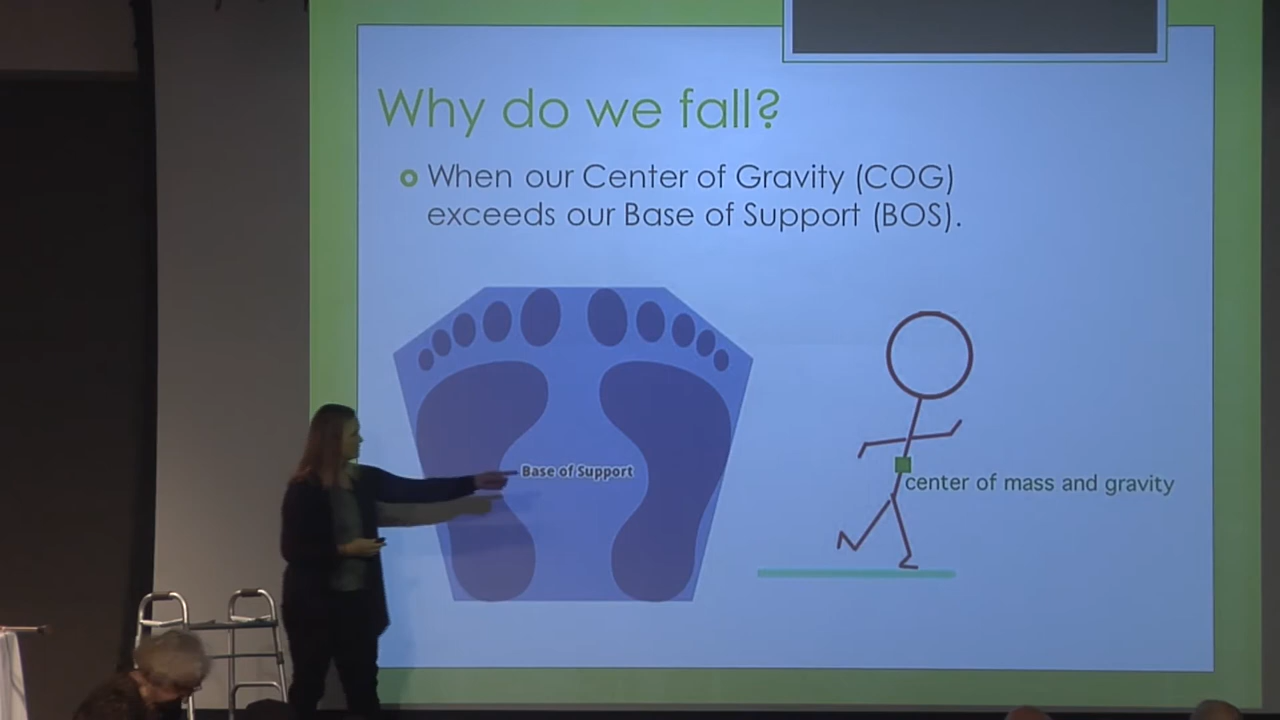 Why do we fall?
When our Center of Gravity (COG)
exceeds our Base of Support (BOS).
Base of Support
center of mass and gravity